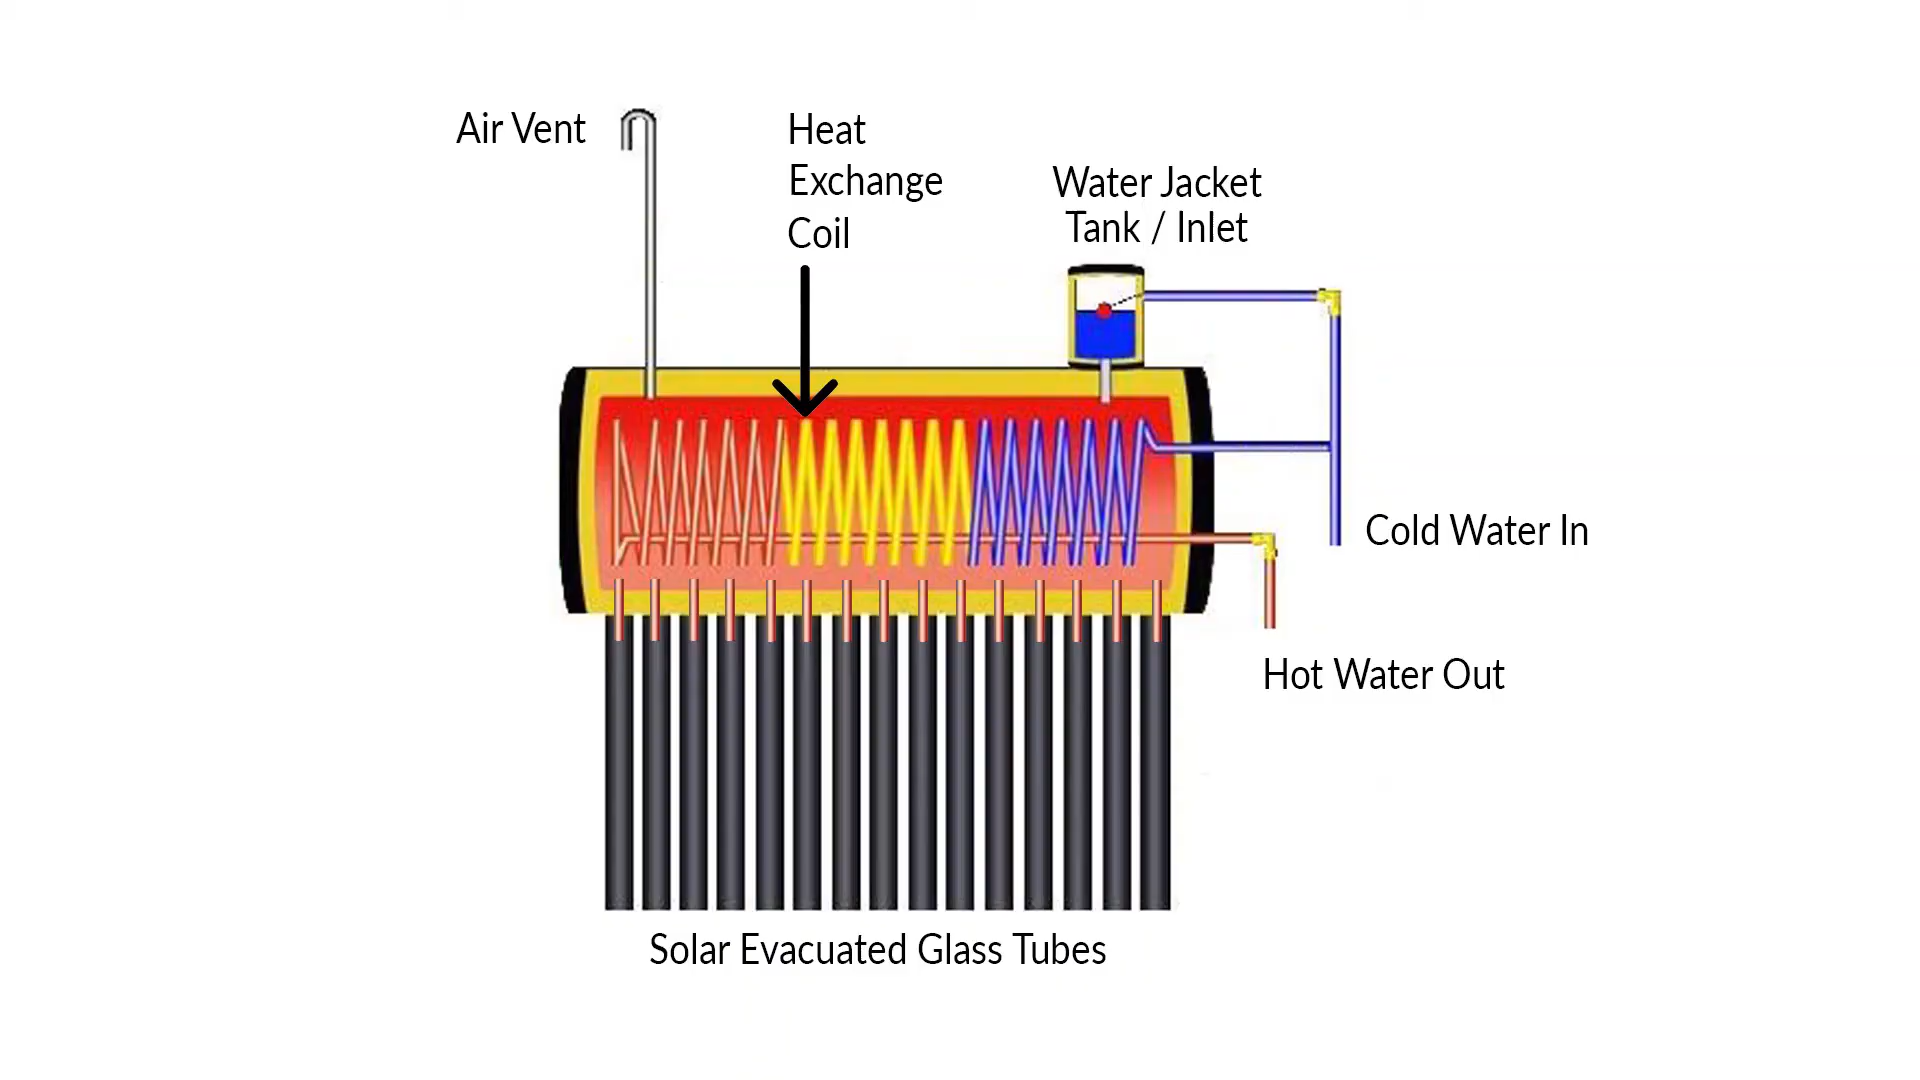 Air Vent
Heat
Exchange
Coil
Water Jacket
Tank / Inlet
Cold Water In
Hot Water Out
Solar Evacuated Glass Tubes